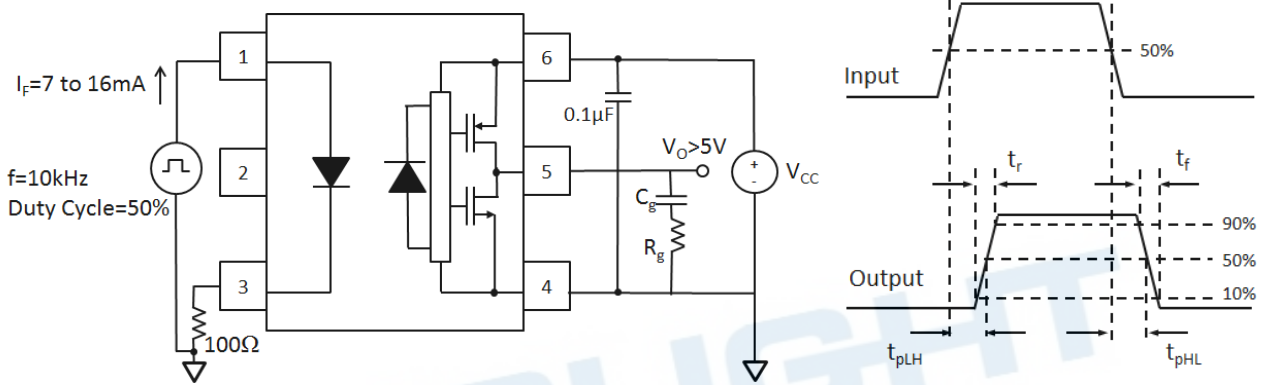 I_F=7 to 16mA
f=10kHz
Duty Cycle=50%
1
2
3
100Ω
6
5
4
0.1µF
V_O>5V
C_g
R_g
+
-
V_CC
Input
50%
t_r
t_f
Output
90%
50%
10%
t_pLH
t_pHL